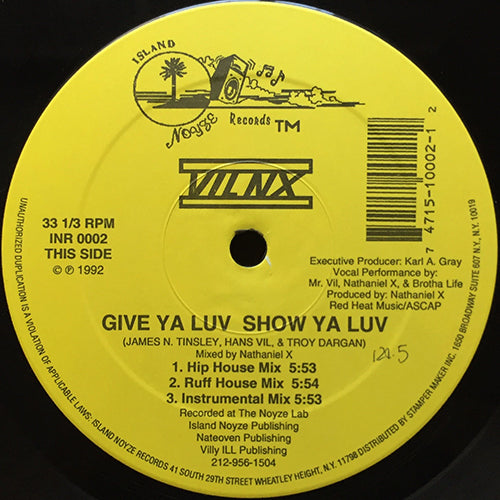 ISLAND
NOYZE Records TM
VILNX
33 1/3 RPM
INR 0002
THIS SIDE
© ℗ 1992
7 4715-10002-1 2
Executive Producer: Karl A. Gray
Vocal Performance by:
Mr. Vil, Nathaniel X, & Brotha Life
Produced by: Nathaniel X
Red Heat Music/ASCAP
GIVE YA LUV SHOW YA LUV
(JAMES N. TINSLEY, HANS VIL, & TROY DARGAN)
Mixed by Nathaniel X
124.5
1. Hip House Mix 5:53
2. Ruff House Mix 5:54
3. Instrumental Mix 5:53
Recorded at The Noyze Lab
Island Noyze Publishing
Nateoven Publishing
Villy ILL Publishing
212-956-1504
UNAUTHORIZED DUPLICATION IS A VIOLATION OF APPLICABLE LAWS: ISLAND NOYZE RECORDS 41 SOUTH 29TH STREET WHEATLEY HEIGHT, N.Y. 11798 DISTRIBUTED BY STAMPER MAKER INC. 1650 BROADWAY SUITE 607 N.Y., N.Y. 10019